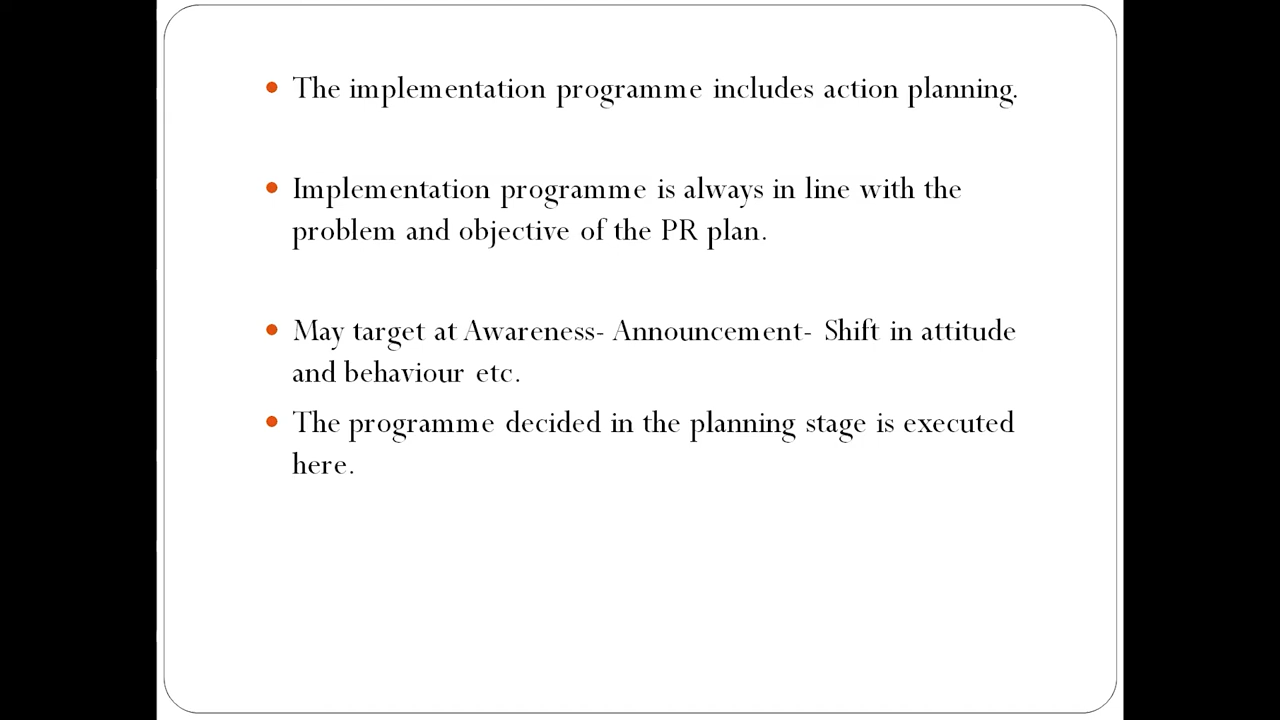 • The implementation programme includes action planning.
• Implementation programme is always in line with the
problem and objective of the PR plan.
• May target at Awareness- Announcement- Shift in attitude
and behaviour etc.
• The programme decided in the planning stage is executed
here.